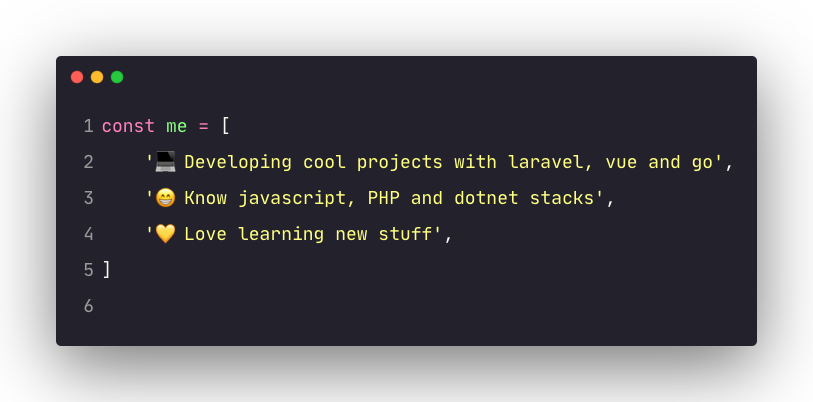 1 const me = [
2     '💻 Developing cool projects with laravel, vue and go',
3     '😁 Know javascript, PHP and dotnet stacks',
4     '💛 Love learning new stuff',
5 ]
6